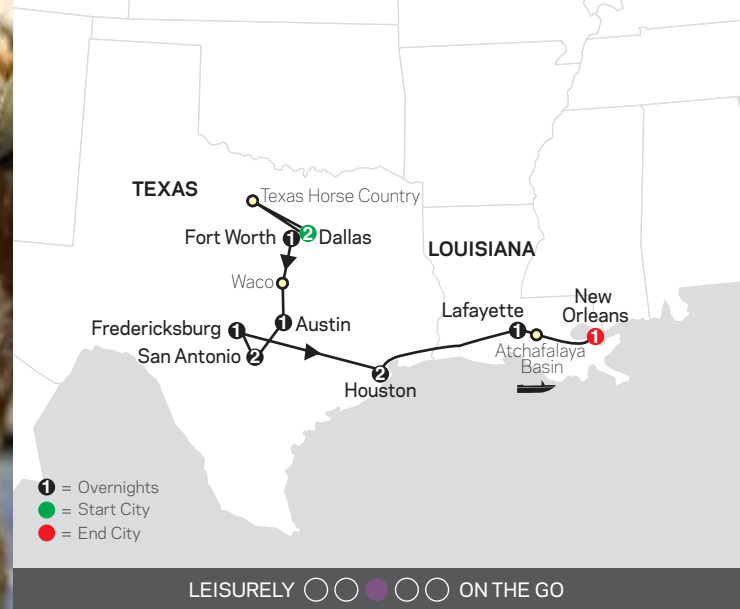 TEXAS
Texas Horse Country
Fort Worth 1 2 Dallas
LOUISIANA
Waco
New
Orleans
Lafayette
Fredericksburg 1
1 Austin
1
1
San Antonio 2
Atchafalaya
Basin
2
Houston
1 = Overnights
= Start City
= End City
LEISURELY ON THE GO